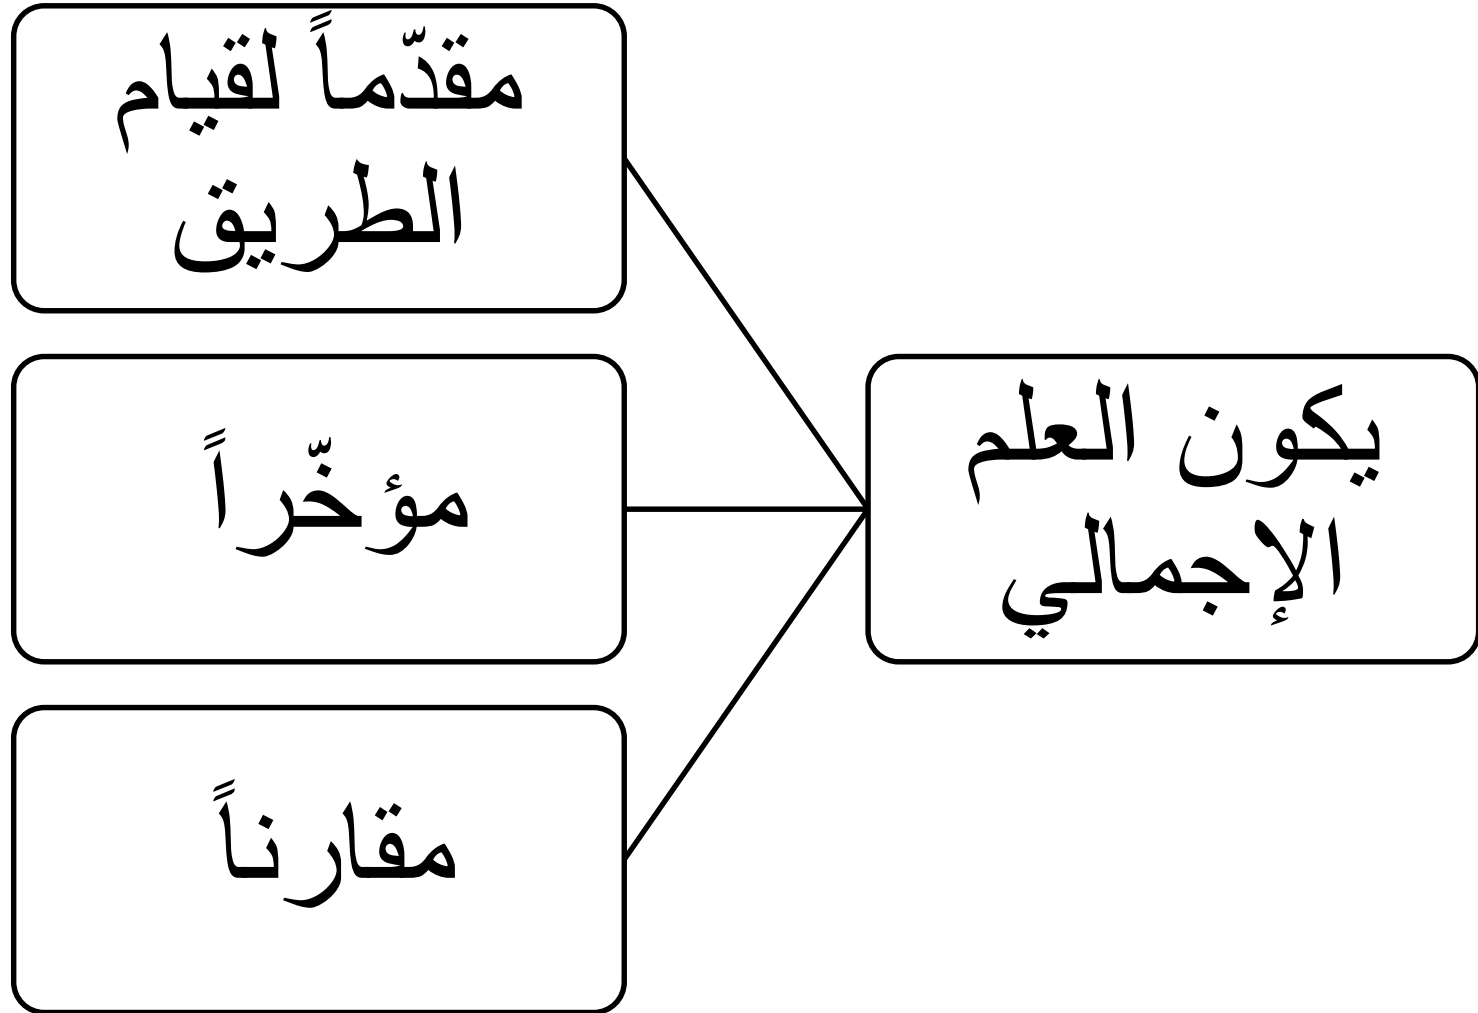 يكون العلم
الإجمالي
مقدّماً لقيام
الطريق
مؤخّراً
مقارناً